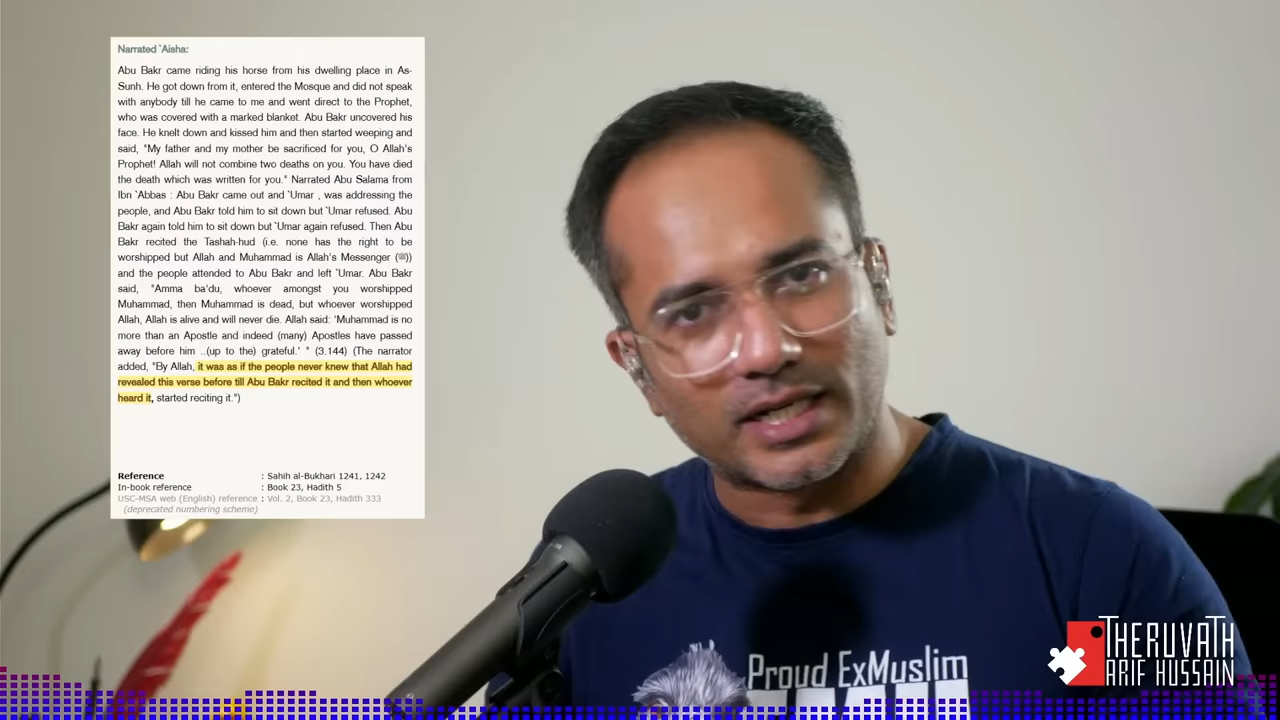 Narrated `Aisha:
Abu Bakr came riding his horse from his dwelling place in As-
Sunh. He got down from it, entered the Mosque and did not speak
with anybody till he came to me and went direct to the Prophet,
who was covered with a marked blanket. Abu Bakr uncovered his
face. He knelt down and kissed him and then started weeping and
said, "My father and my mother be sacrificed for you, O Allah's
Prophet! Allah will not combine two deaths on you. You have died
the death which was written for you." Narrated Abu Salama from
Ibn `Abbas : Abu Bakr came out and `Umar , was addressing the
people, and Abu Bakr told him to sit down but `Umar refused. Abu
Bakr again told him to sit down but `Umar again refused. Then Abu
Bakr recited the Tashah-hud (i.e. none has the right to be
worshipped but Allah and Muhammad is Allah's Messenger (ﷺ))
and the people attended to Abu Bakr and left `Umar. Abu Bakr
said, "Amma ba'du, whoever amongst you worshipped
Muhammad, then Muhammad is dead, but whoever worshipped
Allah, Allah is alive and will never die. Allah said: 'Muhammad is no
more than an Apostle and indeed (many) Apostles have passed
away before him ..(up to the) grateful.' " (3.144) (The narrator
added, "By Allah, it was as if the people never knew that Allah had
revealed this verse before till Abu Bakr recited it and then whoever
heard it, started reciting it.")
Reference : Sahih al-Bukhari 1241, 1242
In-book reference : Book 23, Hadith 5
USC-MSA web (English) reference : Vol. 2, Book 23, Hadith 333
(deprecated numbering scheme)
Proud ExMuslim
THERUVATH
ARIF HUSSAIN